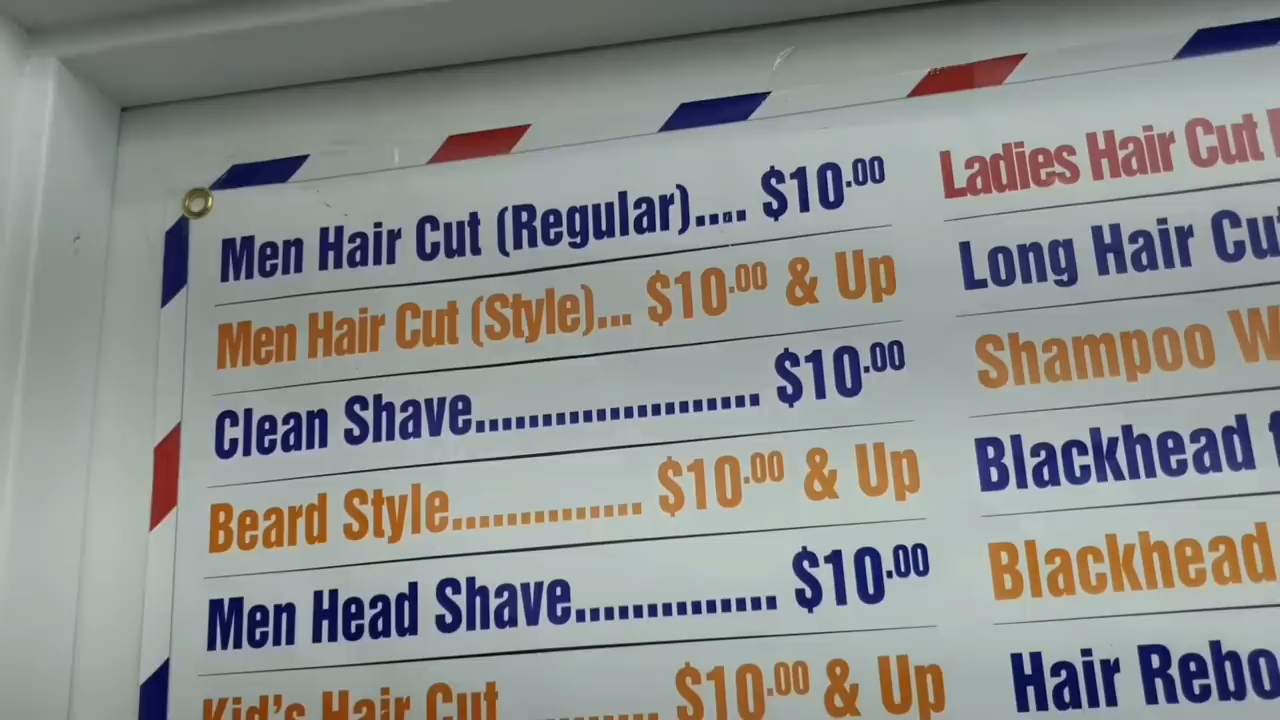 Men Hair Cut (Regular).... $10.00
Men Hair Cut (Style)... $10.00 & Up
Clean Shave..................... $10.00
Beard Style.............. $10.00 & Up
Men Head Shave............... $10.00
Kid's Hair Cut .......... $10.00 & Up
Ladies Hair Cut
Long Hair
Shampoo
Blackhead
Blackhead
Hair